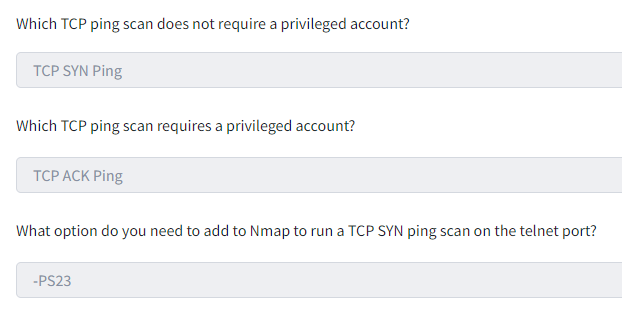 Which TCP ping scan does not require a privileged account?
TCP SYN Ping
Which TCP ping scan requires a privileged account?
TCP ACK Ping
What option do you need to add to Nmap to run a TCP SYN ping scan on the telnet port?
-PS23